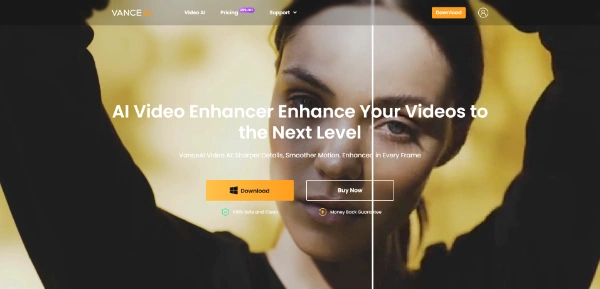 VANCE AI
Video AI
Pricing
Support
Download
AI Video Enhancer Enhance Your Videos to
the Next Level
VanceAI Video AI: Sharper Details, Smoother Motion. Enhanced in Every Frame
Download
Buy Now
100% Safe and Clean
Money Back Guarantee